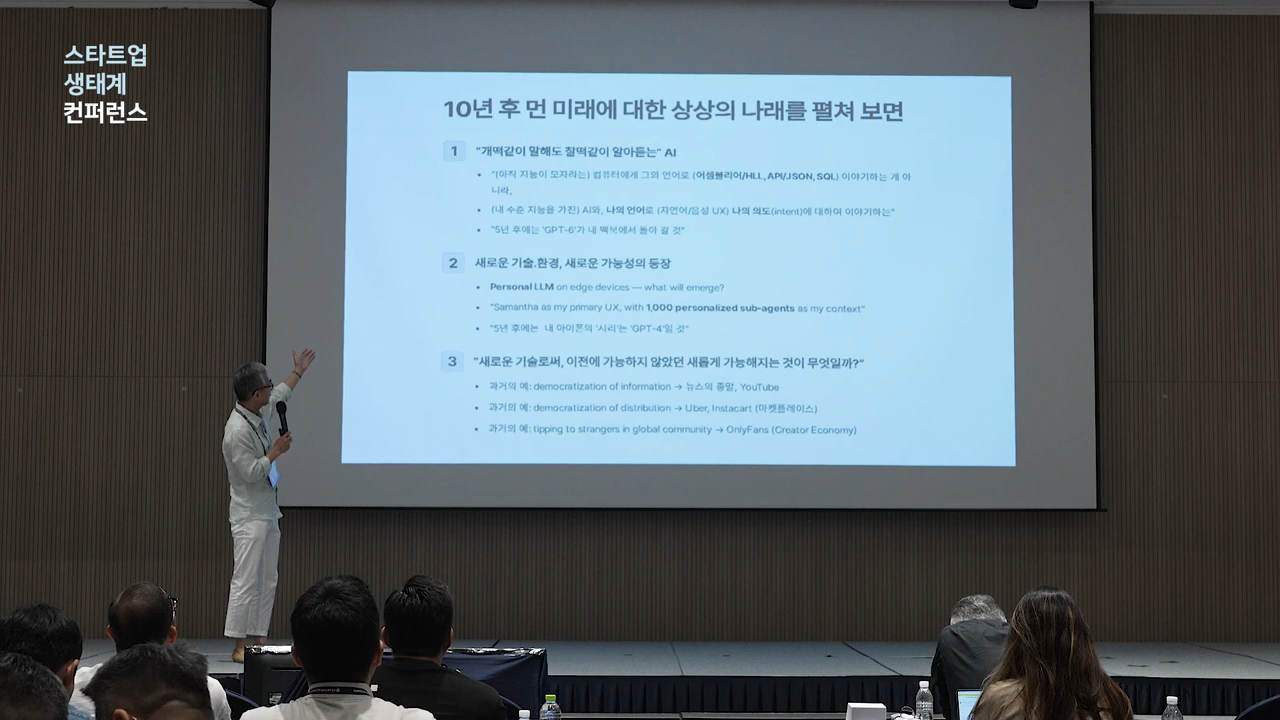 스타트업
생태계
컨퍼런스
10년 후 먼 미래에 대한 상상의 나래를 펼쳐 보면
1 “개떡같이 말해도 찰떡같이 알아듣는” AI
• “(아직 지능이 모자라는) 컴퓨터에게 그의 언어로 (어셈블리어/HLL, API/JSON, SQL) 이야기하는 게 아
니라,
• (내 수준 지능을 가진) AI와, 나의 언어로 (자연어/음성 UX) 나의 의도(intent)에 대하여 이야기하는”
• “5년 후에는 ‘GPT-6’가 내 맥북에서 돌아 갈 것”
2 새로운 기술.환경, 새로운 가능성의 등장
• Personal LLM on edge devices — what will emerge?
• “Samantha as my primary UX, with 1,000 personalized sub-agents as my context”
• “5년 후에는 내 아이폰의 ‘시리’는 ‘GPT-4’일 것”
3 “새로운 기술로써, 이전에 가능하지 않았던 새롭게 가능해지는 것이 무엇일까?”
• 과거의 예: democratization of information → 뉴스의 종말, YouTube
• 과거의 예: democratization of distribution → Uber, Instacart (마켓플레이스)
• 과거의 예: tipping to strangers in global community → OnlyFans (Creator Economy)